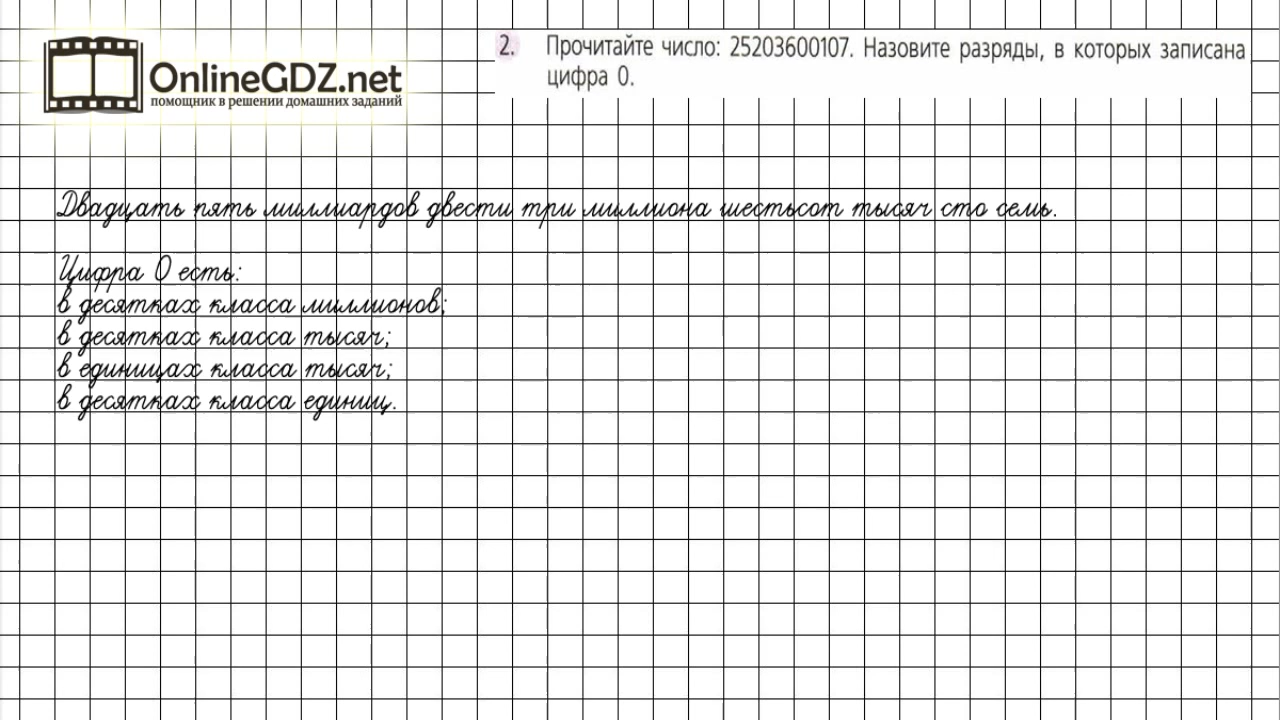 OnlineGDZ.net
помощник в решении домашних заданий
2. Прочитайте число: 25203600107. Назовите разряды, в которых записана
цифра 0.
Двадцать пять миллиардов двести три миллиона шестьсот тысяч сто семь.
Цифра 0 есть:
в десятках класса миллионов;
в десятках класса тысяч;
в единицах класса тысяч;
в десятках класса единиц.